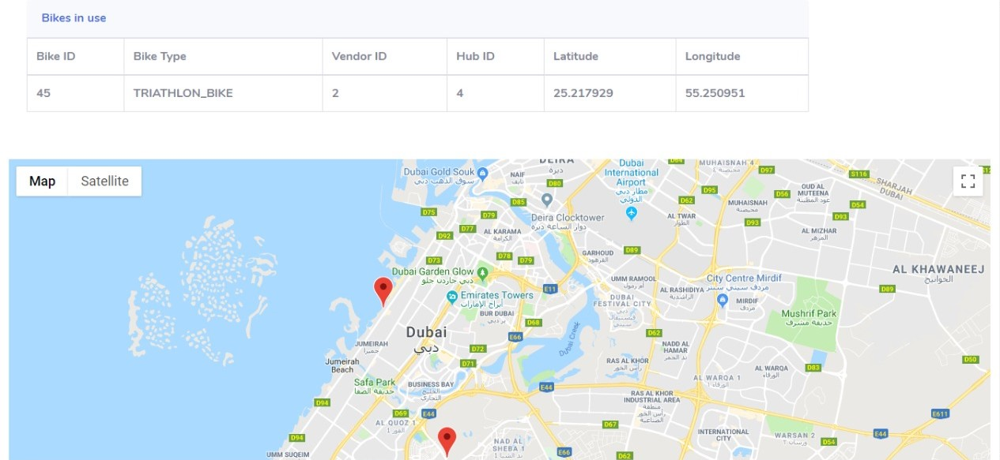 Bikes in use
Bike ID Bike Type Vendor ID Hub ID Latitude Longitude
45 TRIATHLON_BIKE 2 4 25.217929 55.250951
Map Satellite
DEIRA
ديرة
Dubai Gold Souk
سوق الذهب دبي
NAIF
نايف
D80
Dubai
International
Airport
مطار دبي
الدولي
D84
MUHAISNAH 4
محيصنة 4
D97
S116
SHARJAH
DUBAI
D95
D56
OUD AL
MUTEENA
عود المطينة
D54
D85
D62
MUHAISNAH
محيصنة
D93
D75
D79
Deira Clocktower
دوار الساعة ديرة
AL TWAR
الطوار
D93
D77
D92
AL KARAMA
الكرامة
AL MIZHAR
المزهر
D73
D78
D79
GARHOUD
القرهود
D89
Dubai Garden Glow
دبي جاردن جلو
E11
UMM RAMOOL
أم رمول
City Centre Mirdif
مردف سيتي سنتر
AL KHAWANEEJ
الخوانيج
D89
AL RASHIDIYA
الراشدية
Emirates Towers
أبراج الإمارات
DUBAI
FESTIVAL CITY
دبي
فيستيفال
سيتي
MIRDIF
مردف
BUR DUBAI
بر دبي
Mushrif Park
حديقة مشرف
D68
Dubai
دبي
E66
Dubai Creek
D62
JUMEIRAH
جميرا
D72
NADD AL
HAMAR
ند الحمر
Jumeirah
Beach
D71
RAS AL KHOR
رأس الخور
AL WARQA
الورقاء
D83
D50
Safa Park
حديقة الصفا
BUSINESS BAY
الخليج
التجاري
E44
AL WARQA 1
الورقاء 1
D94
RAS AL KHOR
INDUSTRIAL AREA
منطقة
رأس الخور
الصناعية
D69
E44
E611
AL QUOZ 1
القوز 1
D67
INTERNATIONAL
CITY
WARSAN 2
ورسان 2
E44
D54
D94
NAD AL
SHEBA 1
ند الشبا 1
UMM SUQEIM
E66
D62